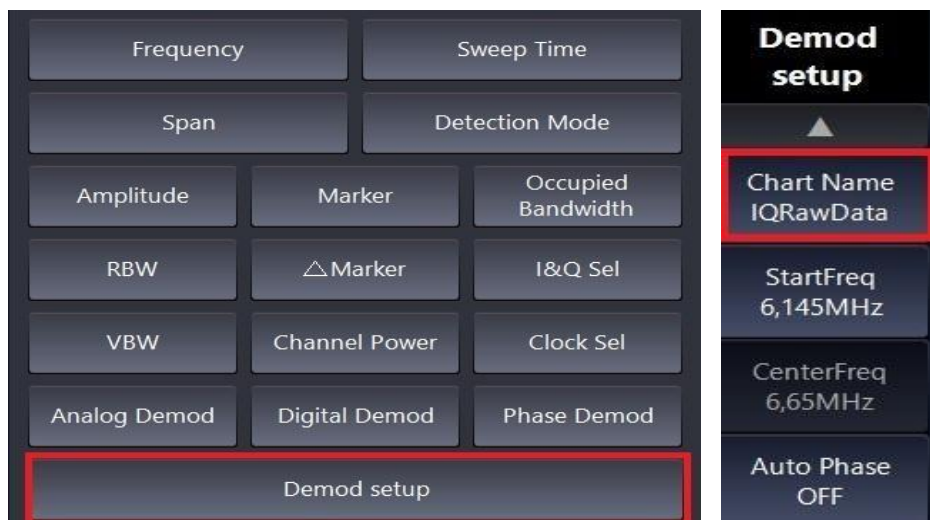 Frequency
Sweep Time
Span
Detection Mode
Amplitude
Marker
Occupied
Bandwidth
RBW
△Marker
I&Q Sel
VBW
Channel Power
Clock Sel
Analog Demod
Digital Demod
Phase Demod
Demod setup
Demod
setup
Chart Name
IQRawData
StartFreq
6,145MHz
CenterFreq
6,65MHz
Auto Phase
OFF